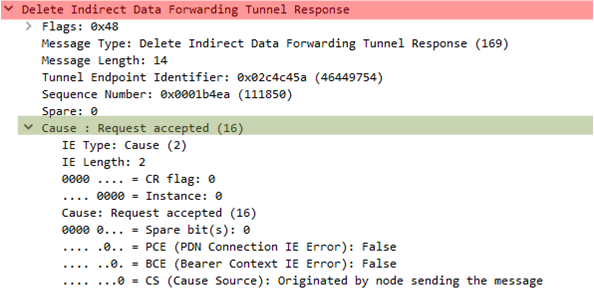 Delete Indirect Data Forwarding Tunnel Response
Flags: 0x48
Message Type: Delete Indirect Data Forwarding Tunnel Response (169)
Message Length: 14
Tunnel Endpoint Identifier: 0x02c4c45a (46449754)
Sequence Number: 0x0001b4ea (111850)
Spare: 0
Cause : Request accepted (16)
IE Type: Cause (2)
IE Length: 2
0000 .... = CR flag: 0
.... 0000 = Instance: 0
Cause: Request accepted (16)
0000 0... = Spare bit(s): 0
.... .0.. = PCE (PDN Connection IE Error): False
.... ..0. = BCE (Bearer Context IE Error): False
.... ...0 = CS (Cause Source): Originated by node sending the message